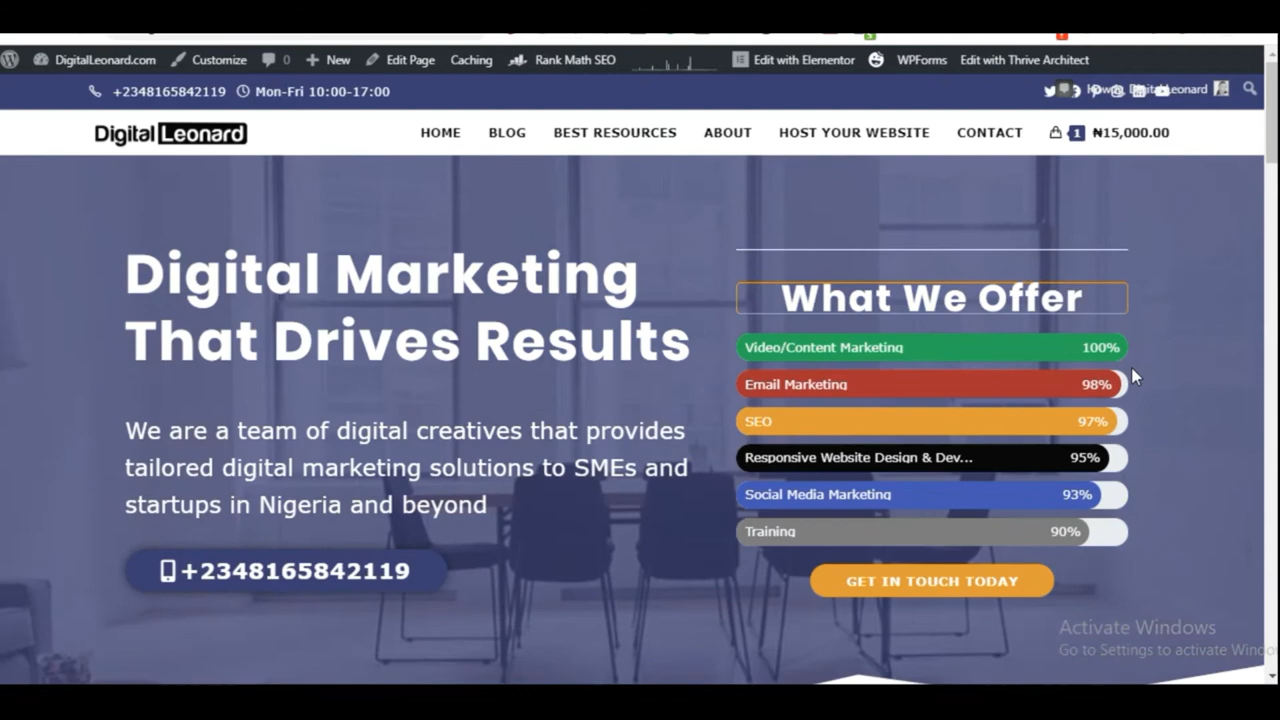 DigitalLeonard.com Customize 0 New Edit Page Caching Rank Math SEO Edit with Elementor WPForms Edit with Thrive Architect
+2348165842119 Mon-Fri 10:00-17:00
Digital Leonard HOME BLOG BEST RESOURCES ABOUT HOST YOUR WEBSITE CONTACT 1 ₦15,000.00
Digital Marketing
That Drives Results
We are a team of digital creatives that provides
tailored digital marketing solutions to SMEs and
startups in Nigeria and beyond
+2348165842119
What We Offer
Video/Content Marketing 100%
Email Marketing 98%
SEO 97%
Responsive Website Design & Dev... 95%
Social Media Marketing 93%
Training 90%
GET IN TOUCH TODAY
Activate Windows
Go to Settings to activate